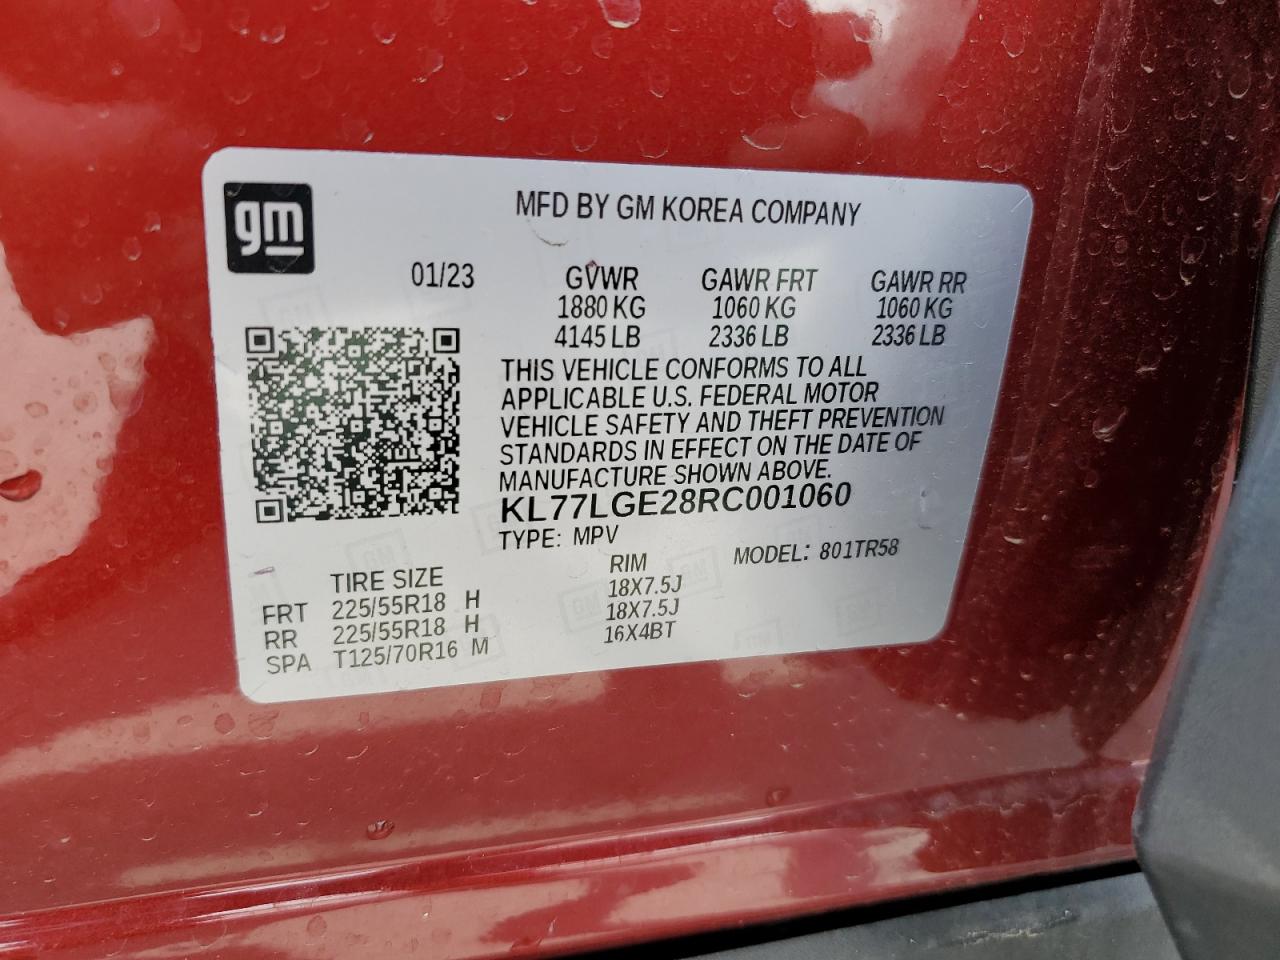 gm
MFD BY GM KOREA COMPANY
01/23 GVWR GAWR FRT GAWR RR
1880 KG 1060 KG 1060 KG
4145 LB 2336 LB 2336 LB
THIS VEHICLE CONFORMS TO ALL
APPLICABLE U.S. FEDERAL MOTOR
VEHICLE SAFETY AND THEFT PREVENTION
STANDARDS IN EFFECT ON THE DATE OF
MANUFACTURE SHOWN ABOVE.
KL77LGE28RC001060
TYPE: MPV MODEL: 801TR58
TIRE SIZE RIM
FRT 225/55R18 H 18X7.5J
RR 225/55R18 H 18X7.5J
SPA T125/70R16 M 16X4BT